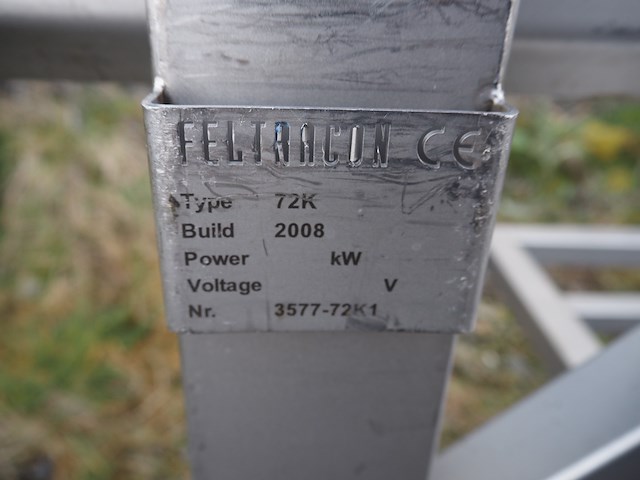 FELTRACON CE
Type 72K
Build 2008
Power kW
Voltage V
Nr. 3577-72K1